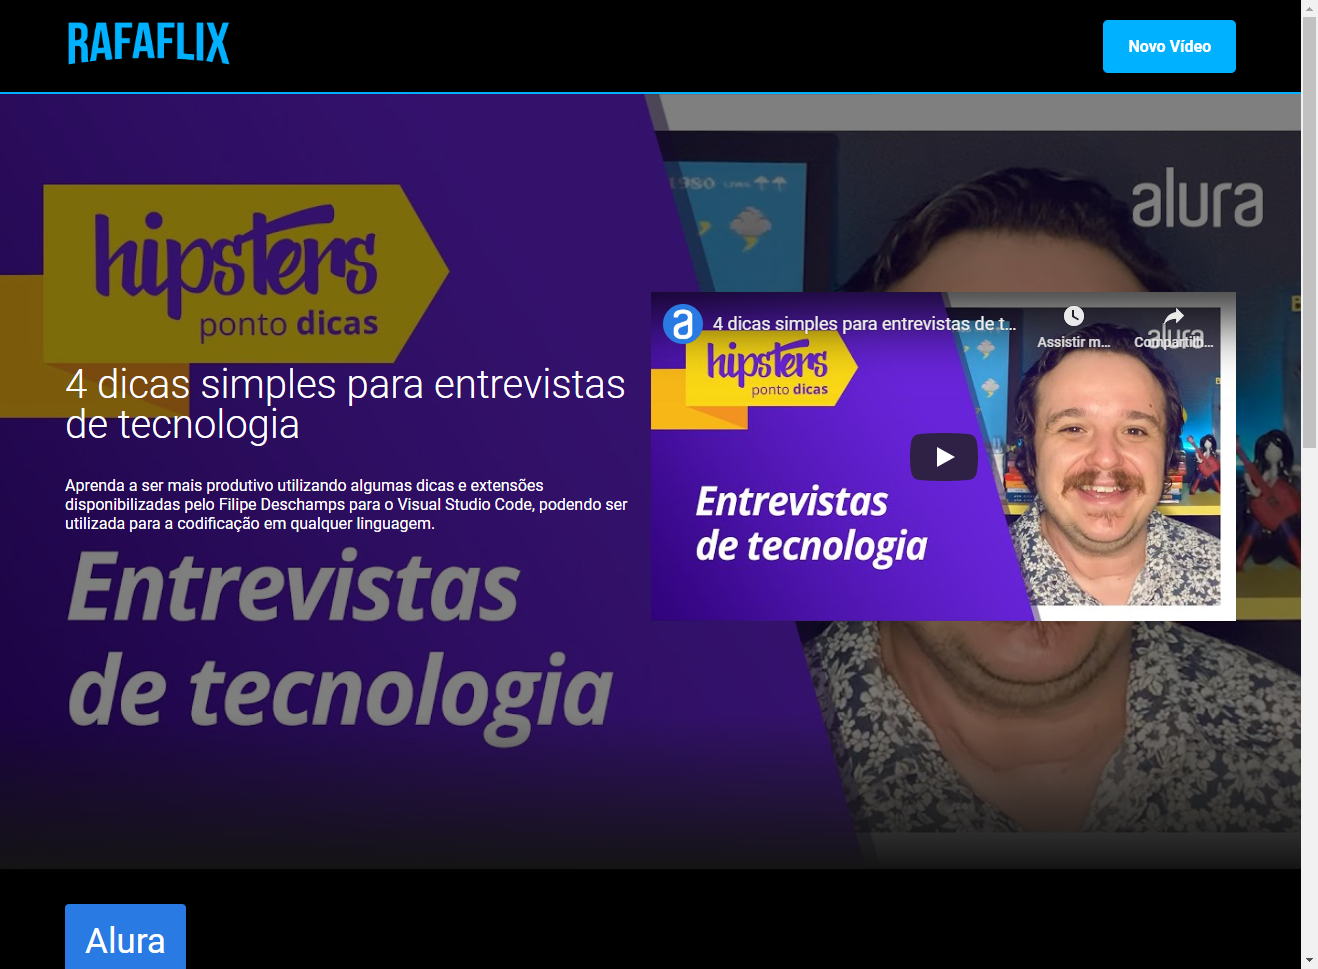 RAFAFLIX
Novo Vídeo
1980
alura
hipsters
ponto dicas
4 dicas simples para entrevistas
de tecnologia
Aprenda a ser mais produtivo utilizando algumas dicas e extensões
disponibilizadas pelo Filipe Deschamps para o Visual Studio Code, podendo ser
utilizada para a codificação em qualquer linguagem.
Entrevistas
de tecnologia
a
4 dicas simples para entrevistas de t...
Assistir m...
Compartilh...
alura
hipsters
ponto dicas
Entrevistas
de tecnologia
Alura